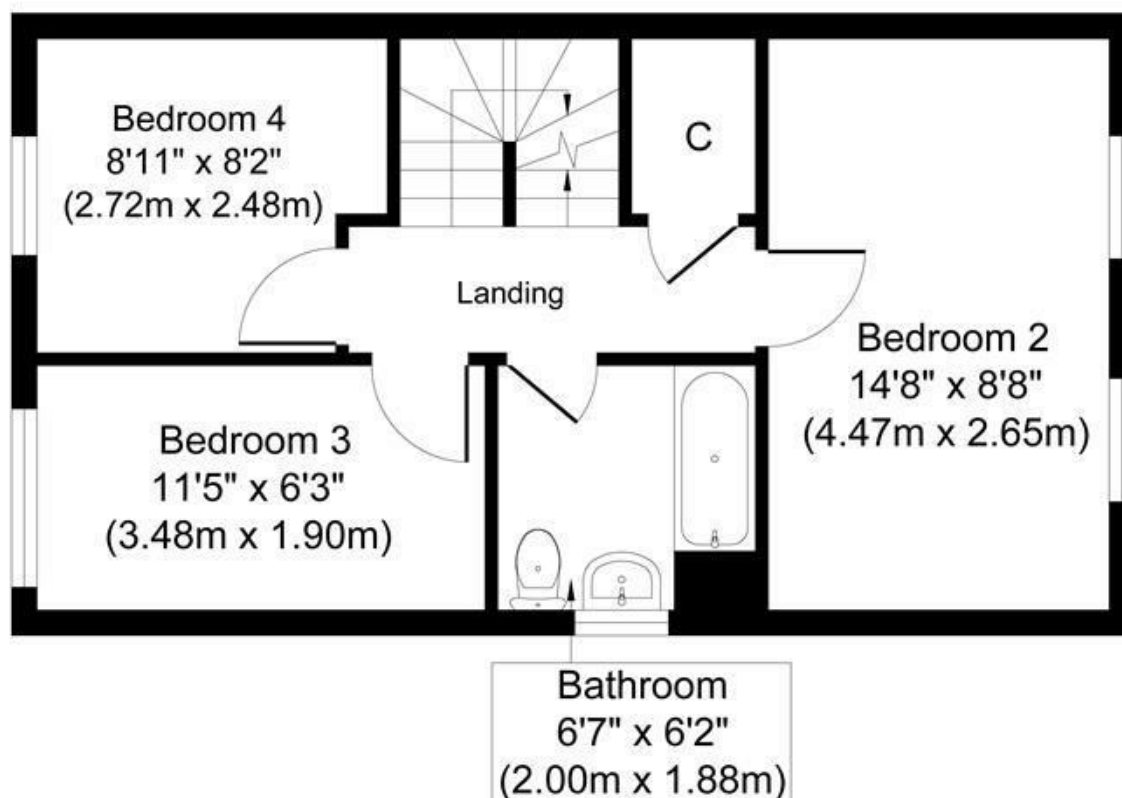 Bedroom 4
8'11" x 8'2"
(2.72m x 2.48m)
C
Landing
Bedroom 2
14'8" x 8'8"
(4.47m x 2.65m)
Bedroom 3
11'5" x 6'3"
(3.48m x 1.90m)
Bathroom
6'7" x 6'2"
(2.00m x 1.88m)